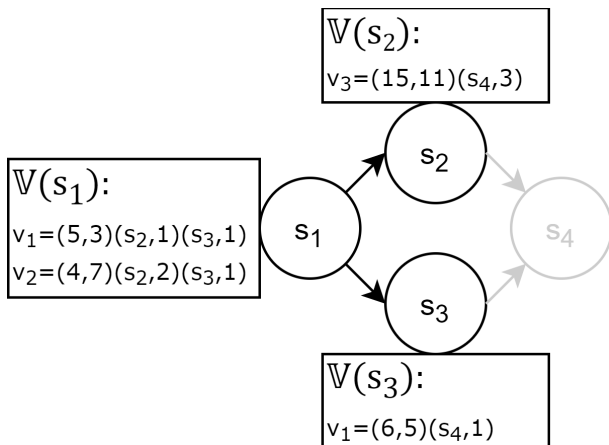 𝕍(s₂):
v₃=(15,11)(s₄,3)
s₂
𝕍(s₁):
v₁=(5,3)(s₂,1)(s₃,1)
v₂=(4,7)(s₂,2)(s₃,1)
s₁
s₄
s₃
𝕍(s₃):
v₁=(6,5)(s₄,1)